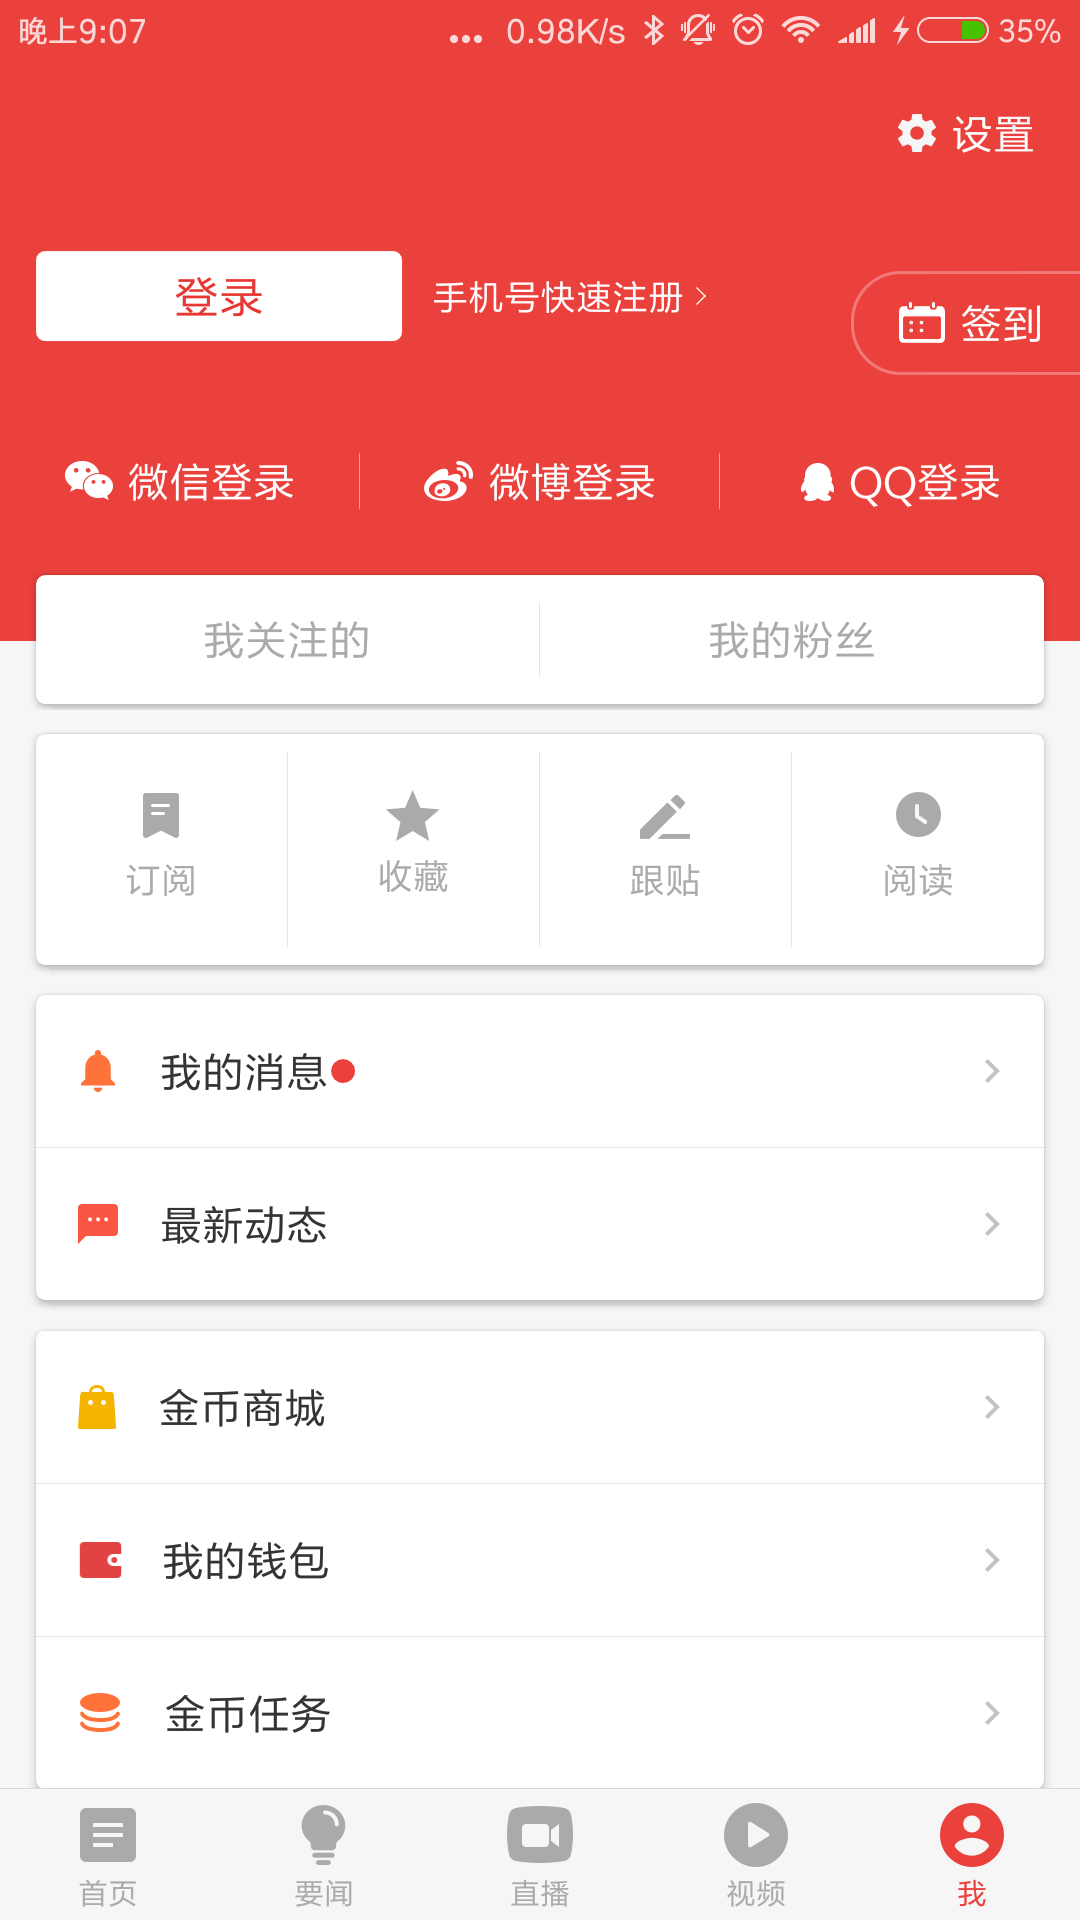 晚上9:07 ... 0.98K/s 35%
设置
登录 手机号快速注册
签到
微信登录 微博登录 QQ登录
我关注的 我的粉丝
订阅 收藏 跟贴 阅读
我的消息
最新动态
金币商城
我的钱包
金币任务
首页 要闻 直播 视频 我